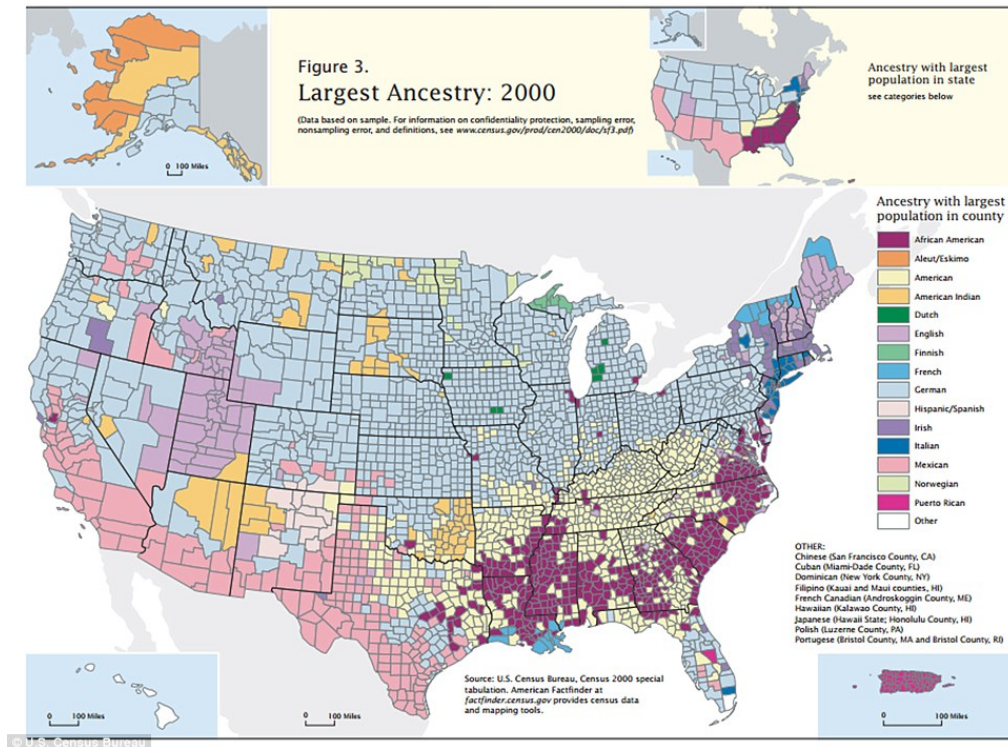 Figure 3.
Largest Ancestry: 2000
(Data based on sample. For information on confidentiality protection, sampling error,
nonsampling error, and definitions, see www.census.gov/prod/cen2000/doc/sf3.pdf)
0 100 Miles
Ancestry with largest
population in state
see categories below
Ancestry with largest
population in county
African American
Aleut/Eskimo
American
American Indian
Dutch
English
Finnish
French
German
Hispanic/Spanish
Irish
Italian
Mexican
Norwegian
Puerto Rican
Other
OTHER:
Chinese (San Francisco County, CA)
Cuban (Miami-Dade County, FL)
Dominican (New York County, NY)
Filipino (Kauai and Maui counties, HI)
French Canadian (Androskoggin County, ME)
Hawaiian (Kalawao County, HI)
Japanese (Hawaii State; Honolulu County, HI)
Polish (Luzerne County, PA)
Portugese (Bristol County, MA and Bristol County, RI)
Source: U.S. Census Bureau, Census 2000 special
tabulation. American Factfinder at
factfinder.census.gov provides census data
and mapping tools.
0 100 Miles
0 100 Miles
0 100 Miles
© U.S. Census Bureau